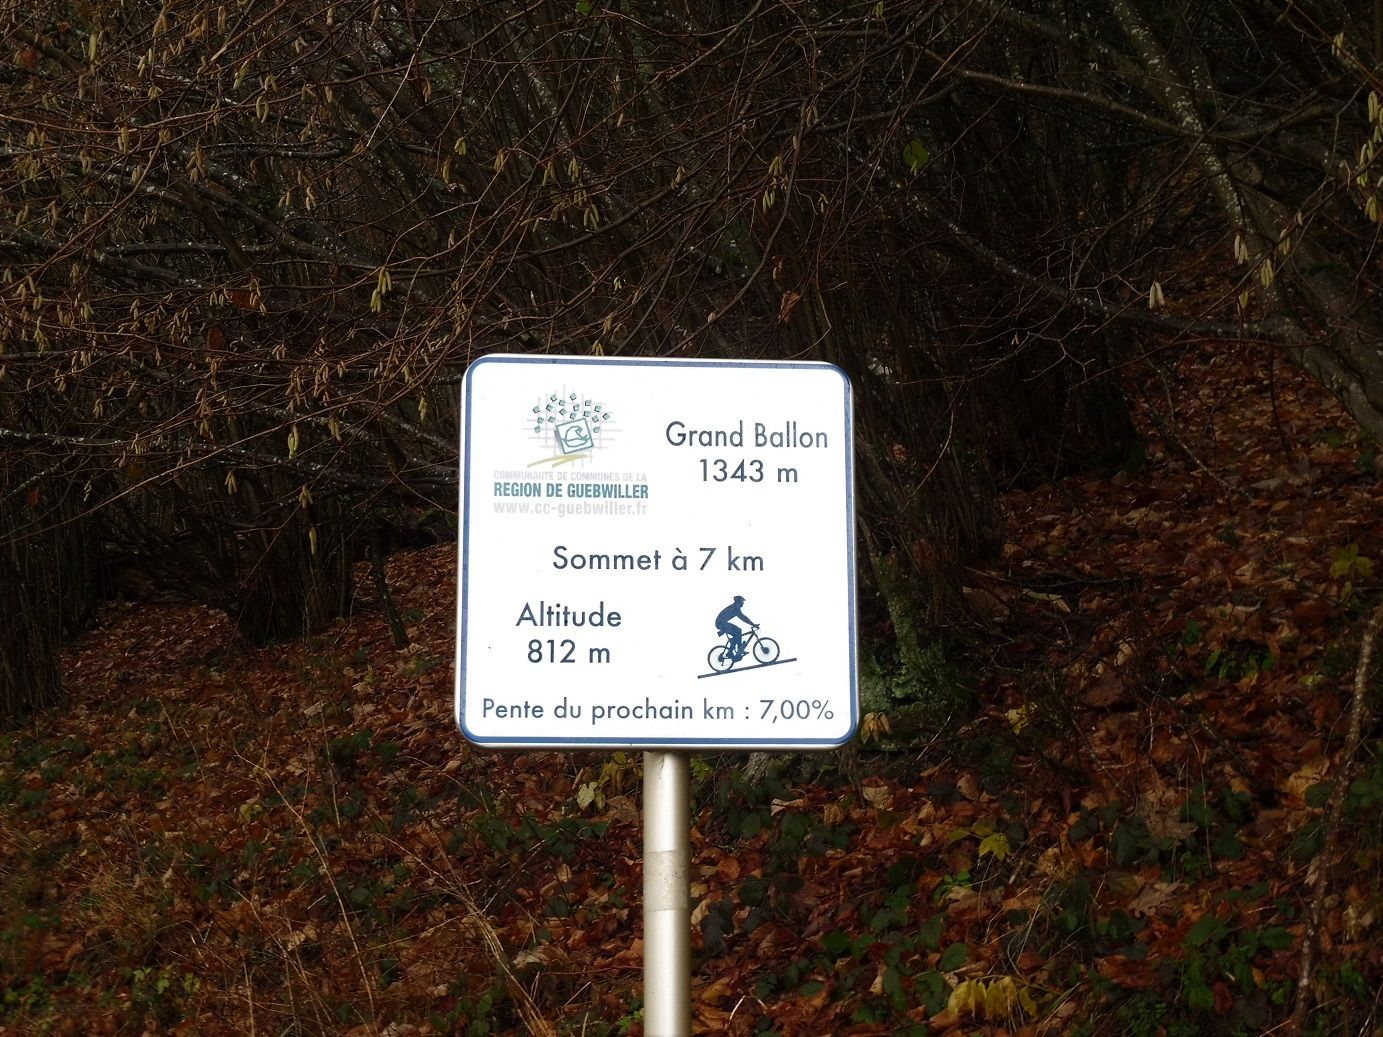 COMMUNAUTE DE COMMUNES DE LA
REGION DE GUEBWILLER
www.cc-guebwiller.fr
Grand Ballon
1343 m
Sommet à 7 km
Altitude
812 m
Pente du prochain km : 7,00%